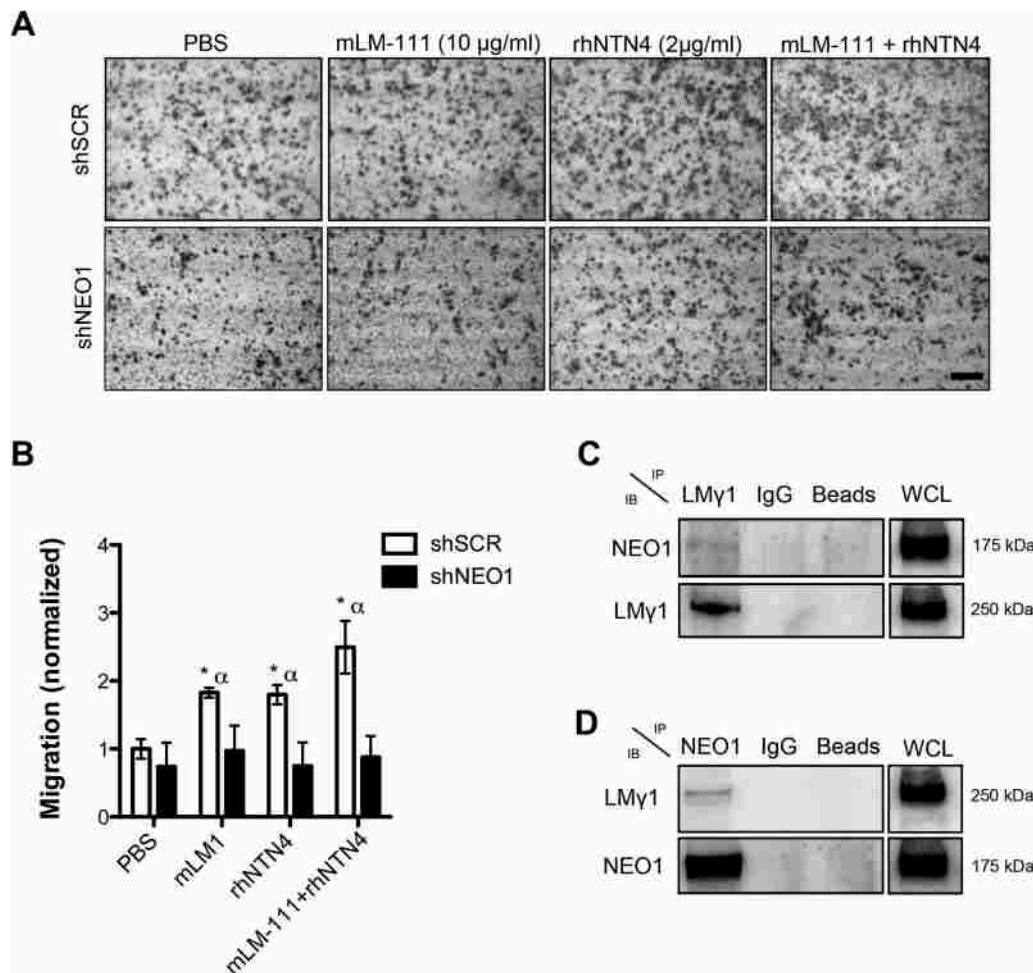 A
PBS
mLM-111 (10 µg/ml)
rhNTN4 (2µg/ml)
mLM-111 + rhNTN4
shSCR
shNEO1
B
Migration (normalized)
4
3
2
1
0
shSCR
shNEO1
* α
* α
* α
PBS
mLM1
rhNTN4
mLM-111+rhNTN4
C
IP
IB
LMγ1
IgG
Beads
WCL
NEO1
175 kDa
LMγ1
250 kDa
D
IP
IB
NEO1
IgG
Beads
WCL
LMγ1
250 kDa
NEO1
175 kDa